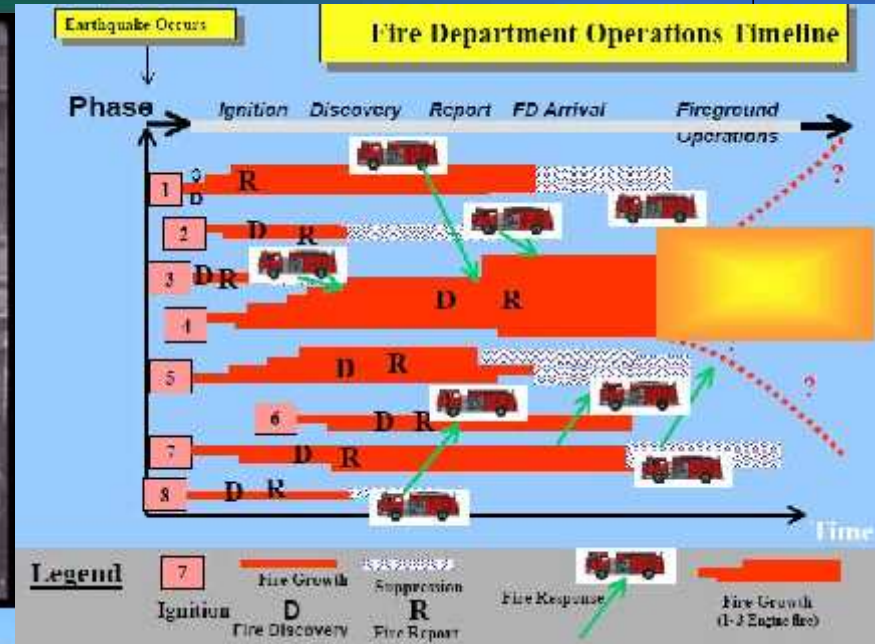 Earthquake Occurs
Fire Department Operations Timeline
Phase
Ignition Discovery Report FD Arrival Fireground Operations
1 D R
?
2 D R
3 D R
D R
4
5 D R
?
6 D R
7 D R
8 D R
Time
Legend
7
Ignition
Fire Growth
D
Fire Discovery
Suppression
R
Fire Report
Fire Response
Fire Growth
(1-3 Engine fire)